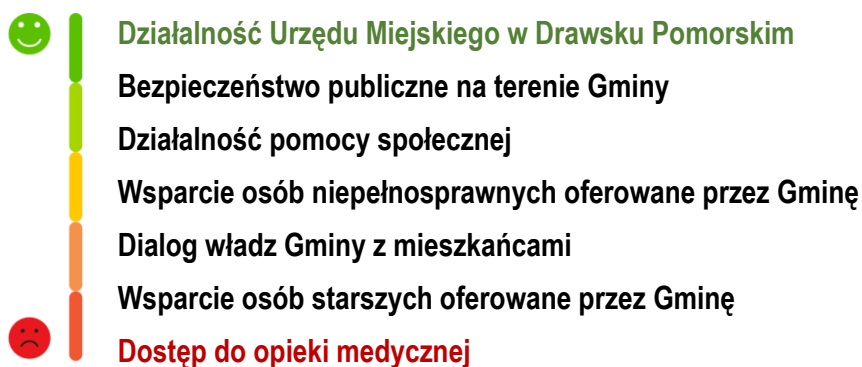 Działalność Urzędu Miejskiego w Drawsku Pomorskim
Bezpieczeństwo publiczne na terenie Gminy
Działalność pomocy społecznej
Wsparcie osób niepełnosprawnych oferowane przez Gminę
Dialog władz Gminy z mieszkańcami
Wsparcie osób starszych oferowane przez Gminę
Dostęp do opieki medycznej